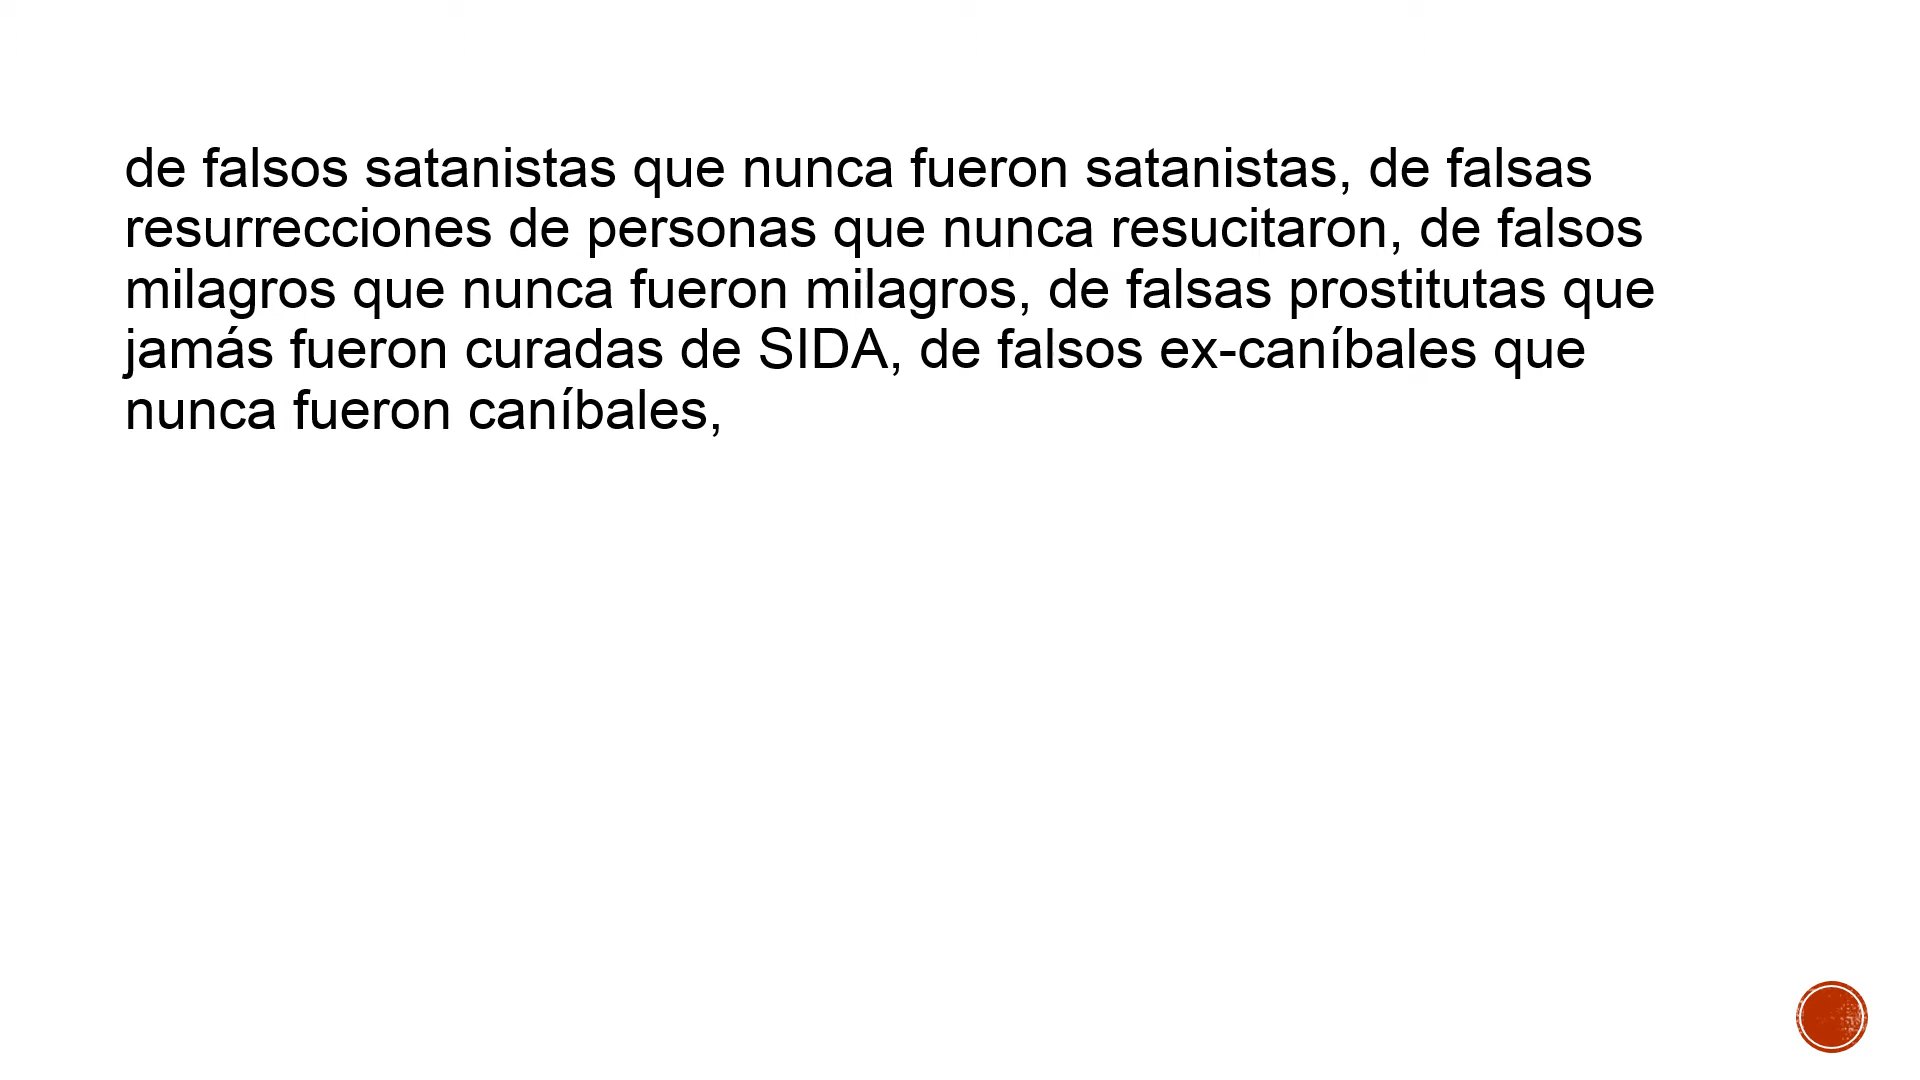 de falsos satanistas que nunca fueron satanistas, de falsas
resurrecciones de personas que nunca resucitaron, de falsos
milagros que nunca fueron milagros, de falsas prostitutas que
jamás fueron curadas de SIDA, de falsos ex-caníbales que
nunca fueron caníbales,